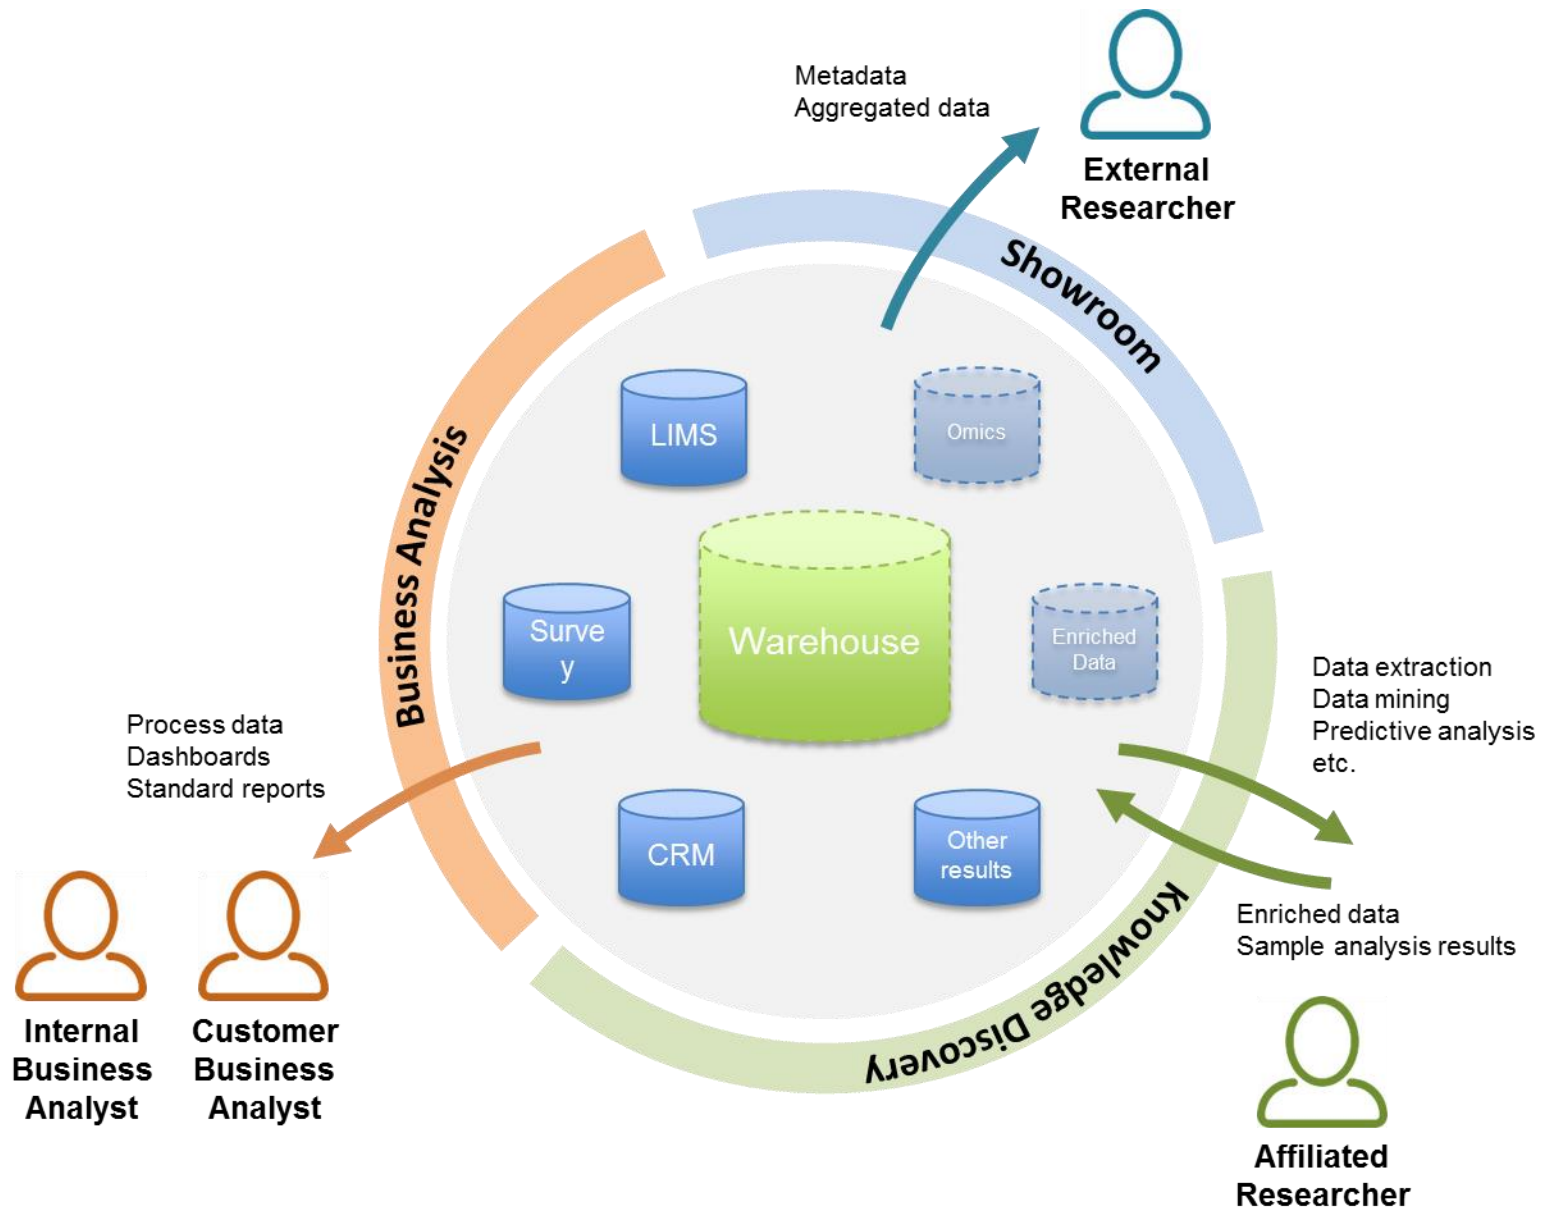 Metadata
Aggregated data
External
Researcher
Showroom
Business Analysis
LIMS
Omics
Surve
y
Warehouse
Enriched
Data
Data extraction
Data mining
Predictive analysis
etc.
Process data
Dashboards
Standard reports
CRM
Other
results
Knowledge Discovery
Enriched data
Sample analysis results
Internal
Business
Analyst
Customer
Business
Analyst
Affiliated
Researcher